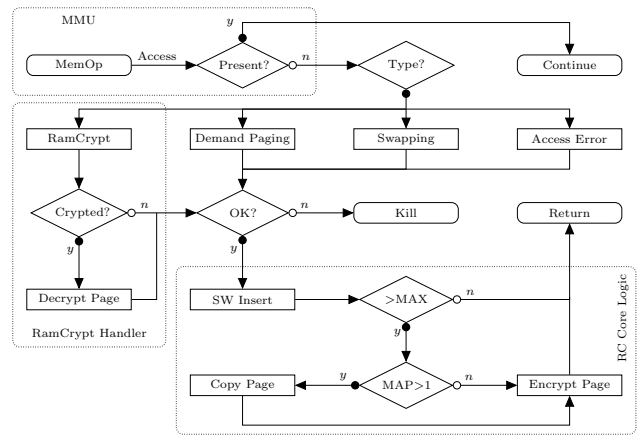 MMU
y
MemOp
Access
Present?
n
Type?
Continue
RamCrypt
Demand Paging
Swapping
Access Error
Crypted?
n
OK?
n
Kill
Return
y
y
Decrypt Page
SW Insert
>MAX
n
RC Core Logic
RamCrypt Handler
y
Copy Page
y
MAP>1
n
Encrypt Page